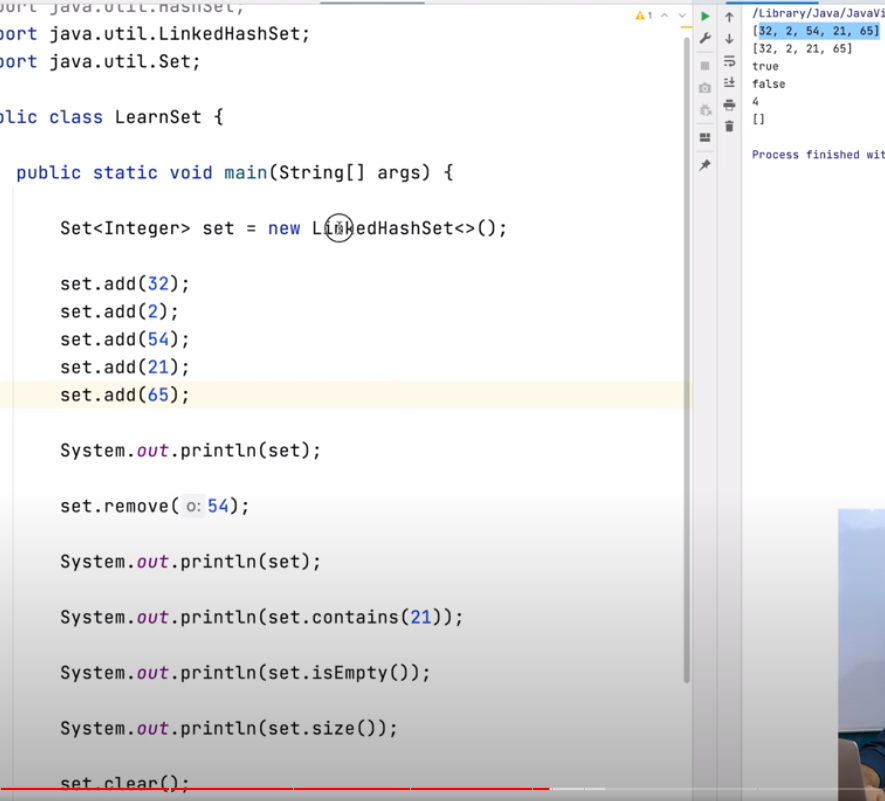 port java.util.HashSet;
port java.util.LinkedHashSet;
port java.util.Set;
blic class LearnSet {
public static void main(String[] args) {
Set<Integer> set = new LinkedHashSet<>();
set.add(32);
set.add(2);
set.add(54);
set.add(21);
set.add(65);
System.out.println(set);
set.remove( o: 54);
System.out.println(set);
System.out.println(set.contains(21));
System.out.println(set.isEmpty());
System.out.println(set.size());
set.clear();
1
/Library/Java/JavaVi
[32, 2, 54, 21, 65]
[32, 2, 21, 65]
true
false
4
[]
Process finished wit